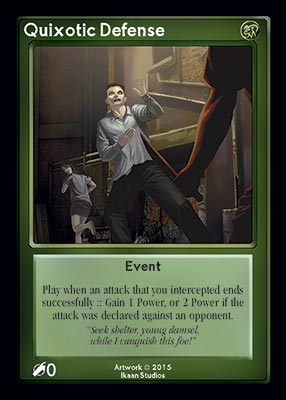 Quixotic Defense
Event
Play when an attack that you intercepted ends
successfully :: Gain 1 Power, or 2 Power if the
attack was declared against an opponent.
"Seek shelter, young damsel,
while I vanquish this foe!"
0
Artwork © 2015
Ikaan Studios